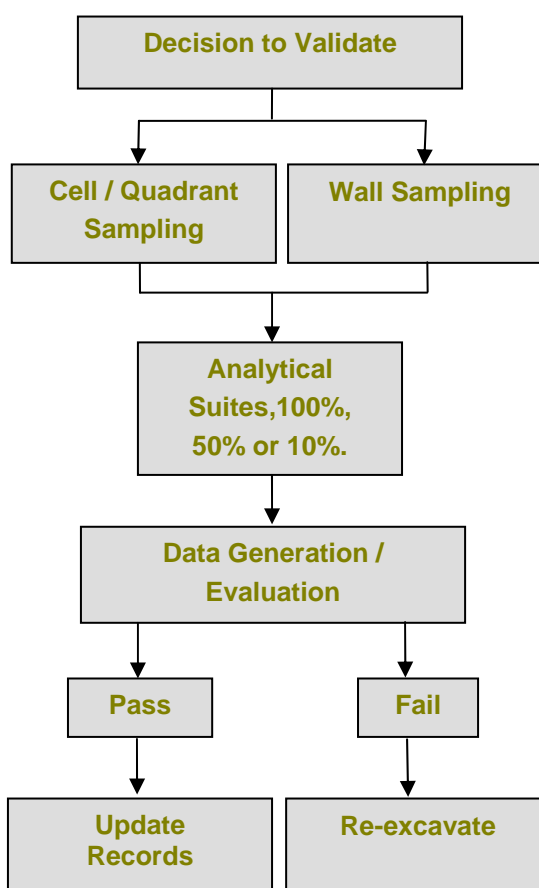 Decision to Validate
Cell / Quadrant
Sampling
Wall Sampling
Analytical
Suites,100%,
50% or 10%.
Data Generation /
Evaluation
Pass
Fail
Update
Records
Re-excavate